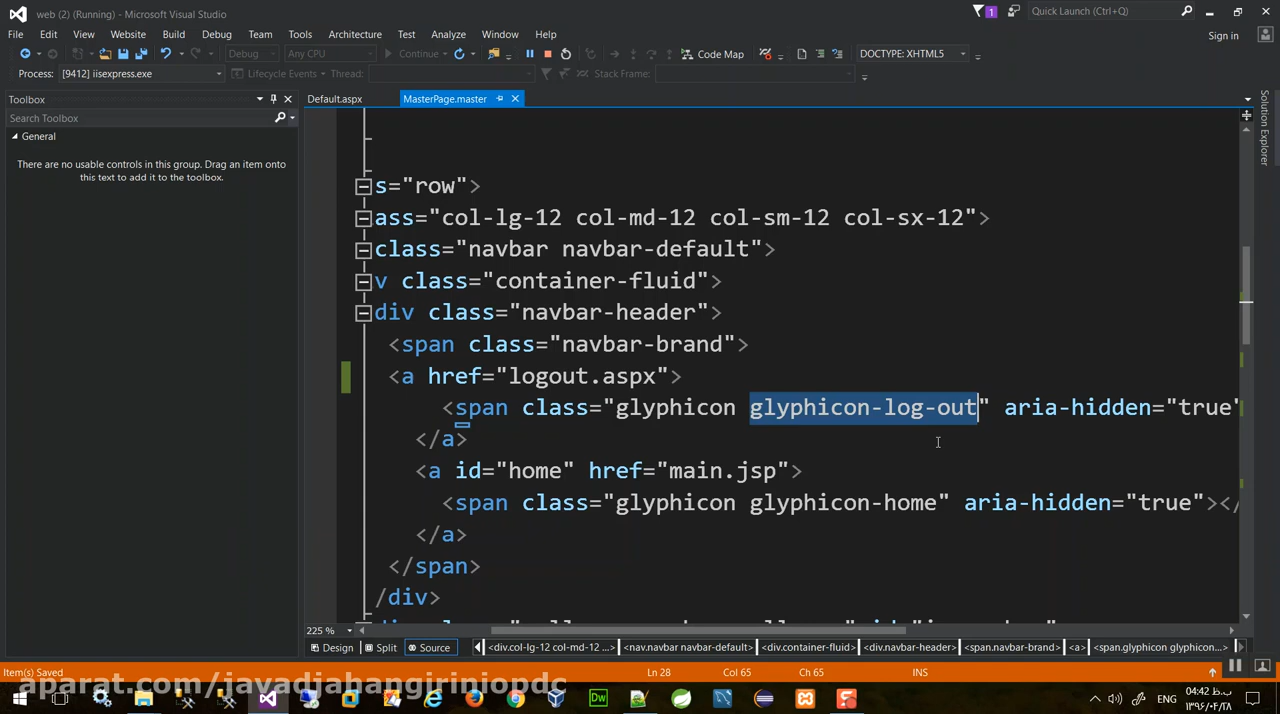 web (2) (Running) - Microsoft Visual Studio
1
Quick Launch (Ctrl+Q)
File Edit View Website Build Debug Team Tools Architecture Test Analyze Window Help
Sign in
Debug Any CPU Continue Code Map DOCTYPE: XHTML5
Process: [9412] iisexpress.exe Lifecycle Events Thread: Stack Frame:
Toolbox
Default.aspx MasterPage.master
Search Toolbox
General
There are no usable controls in this group. Drag an item onto
this text to add it to the toolbox.
Solution Explorer
s="row">
ass="col-lg-12 col-md-12 col-sm-12 col-sx-12">
class="navbar navbar-default">
v class="container-fluid">
div class="navbar-header">
<span class="navbar-brand">
<a href="logout.aspx">
<span class="glyphicon glyphicon-log-out" aria-hidden="true"
</a>
<a id="home" href="main.jsp">
<span class="glyphicon glyphicon-home" aria-hidden="true"></
</a>
</span>
/div>
225 %
Design Split Source <div.col-lg-12 col-md-12 ...> <nav.navbar navbar-default> <div.container-fluid> <div.navbar-header> <span.navbar-brand> <a> <span.glyphicon glyphicon...>
Item(s) Saved Ln 28 Col 65 Ch 65 INS
aparat.com/javadjahangiriniopdc
ENG
04:42 ب.ظ
۱۳۹۶/۰۴/۲۸